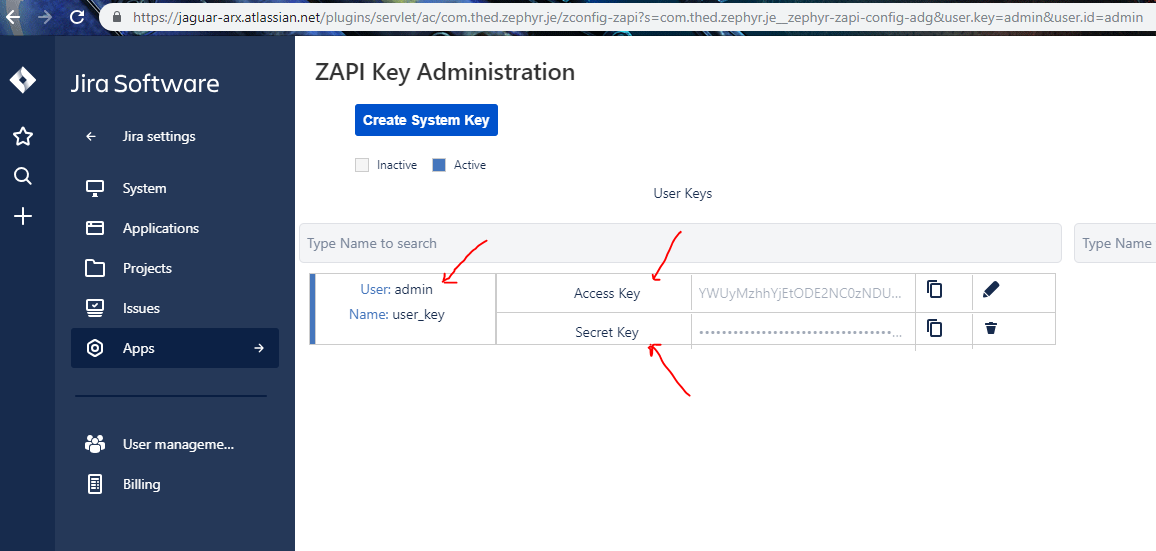 https://jaguar-arx.atlassian.net/plugins/servlet/ac/com.thed.zephyr.je/zconfig-zapi?s=com.thed.zephyr.je__zephyr-zapi-config-adg&user.key=admin&user.id=admin
Jira Software
Jira settings
System
Applications
Projects
Issues
Apps
User manageme...
Billing
ZAPI Key Administration
Create System Key
Inactive Active
User Keys
Type Name to search
Type Name
User: admin
Name: user_key
Access Key YWUyMzhhYjEtODE2NC0zNDU...
Secret Key ••••••••••••••••••••••••••••••••••...